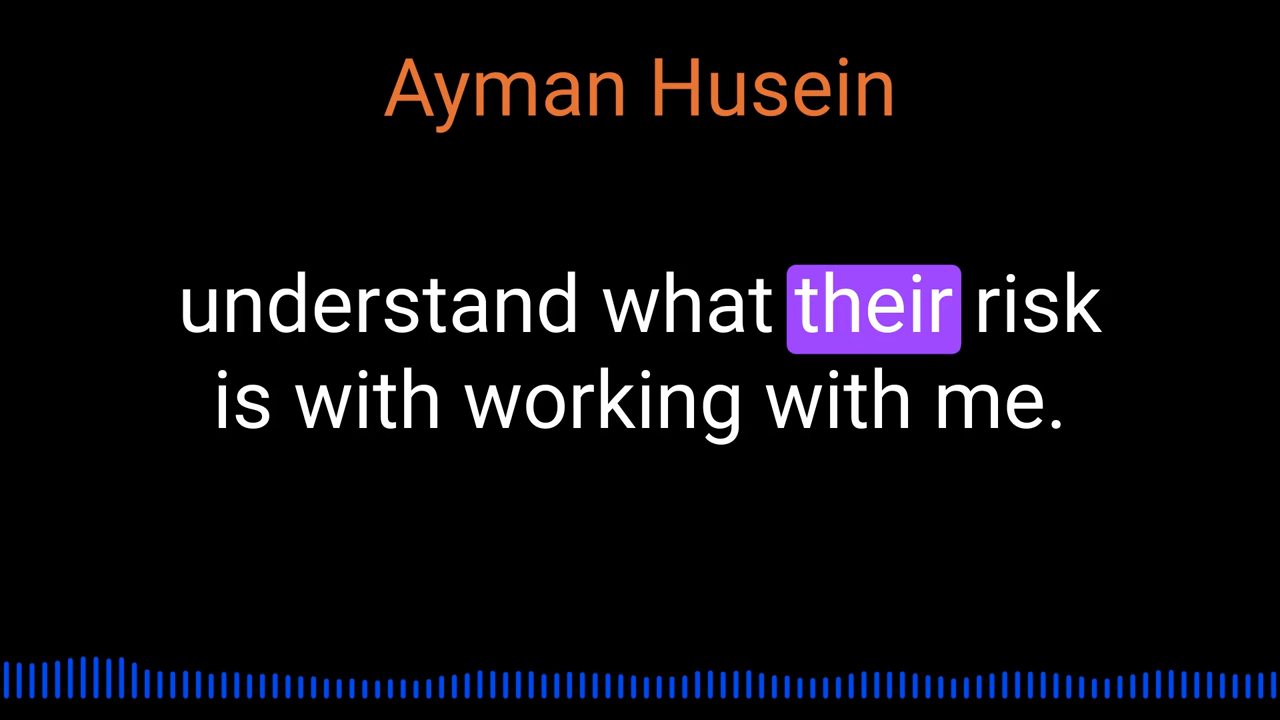 Ayman Husein
understand what their risk
is with working with me.